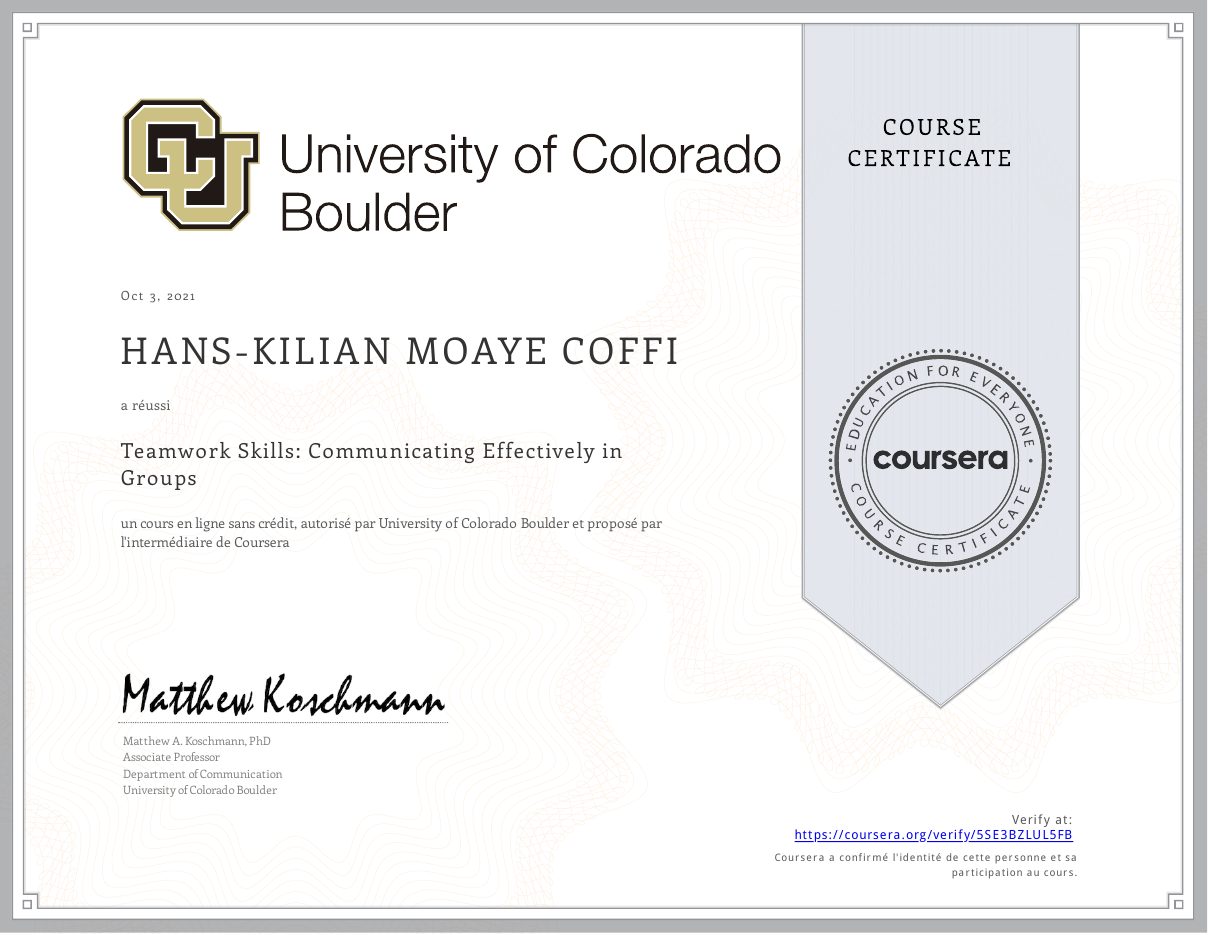 CU
University of Colorado
Boulder
COURSE
CERTIFICATE
Oct 3, 2021
HANS-KILIAN MOAYE COFFI
a réussi
Teamwork Skills: Communicating Effectively in
Groups
un cours en ligne sans crédit, autorisé par University of Colorado Boulder et proposé par
l'intermédiaire de Coursera
EDUCATION FOR EVERYONE
coursera
COURSE CERTIFICATE
Matthew Koschmann
Matthew A. Koschmann, PhD
Associate Professor
Department of Communication
University of Colorado Boulder
Verify at:
https://coursera.org/verify/5SE3BZLUL5FB
Coursera a confirmé l'identité de cette personne et sa
participation au cours.